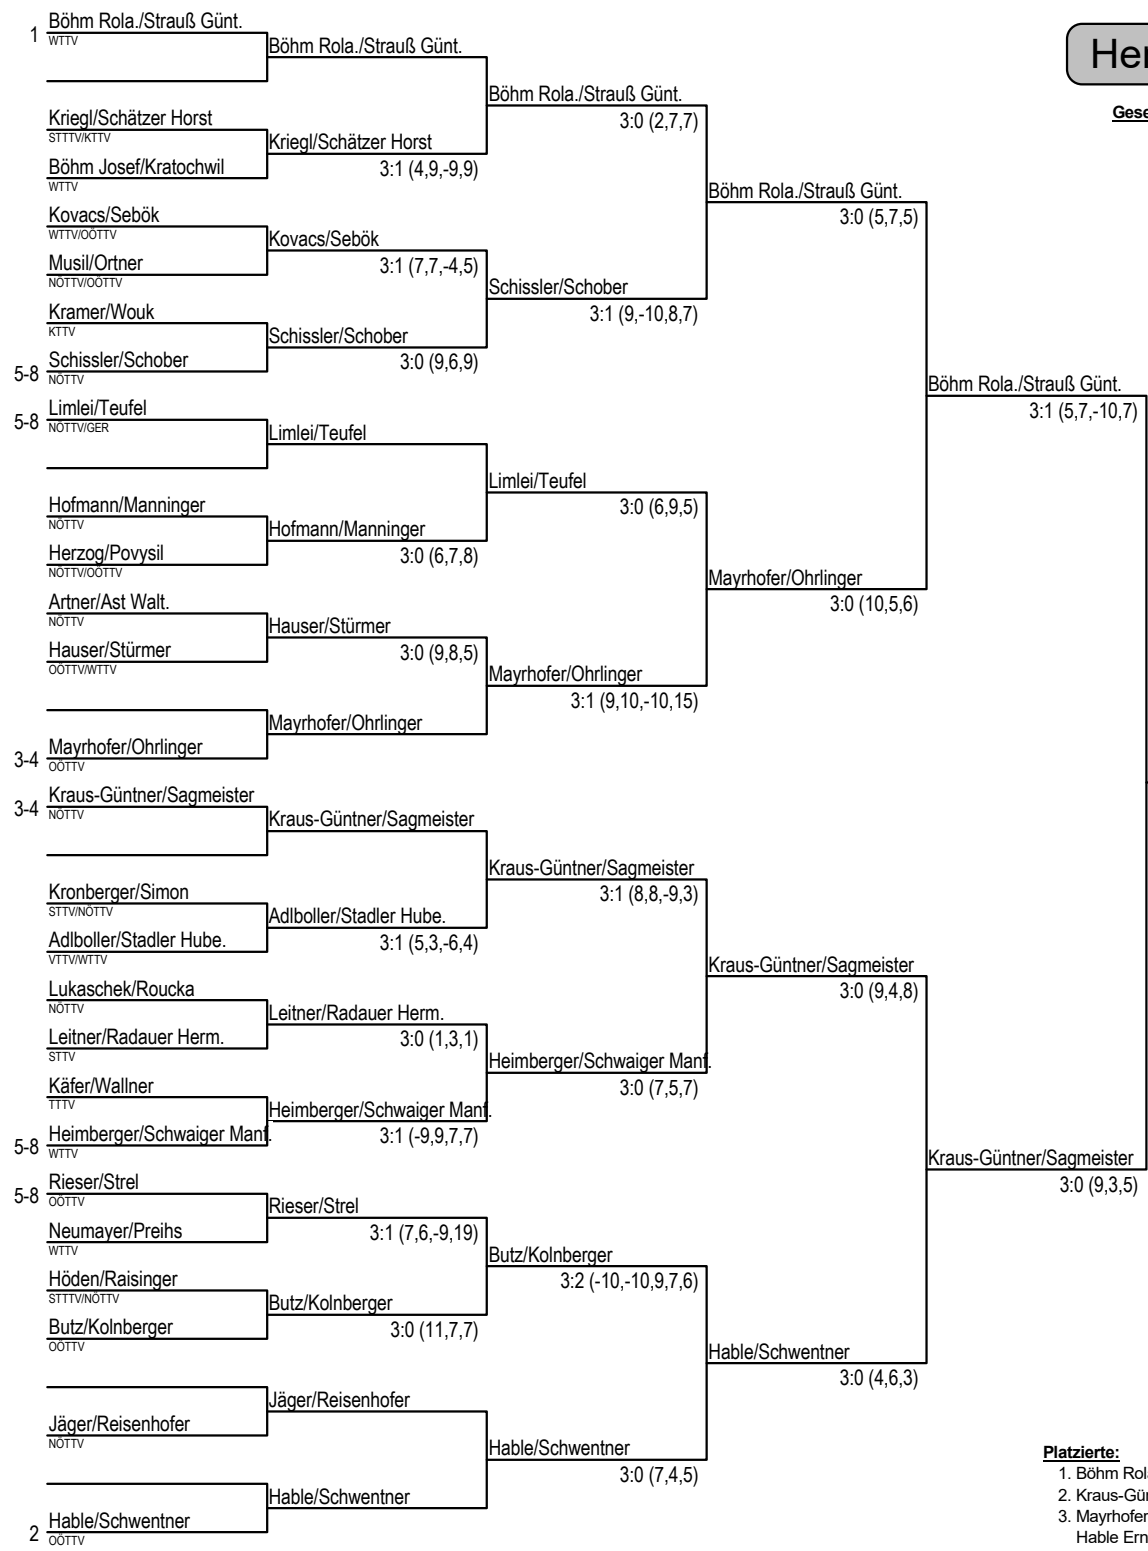 Böhm Rola./Strauß Günt.
1
WTTV
Böhm Rola./Strauß Günt.
Böhm Rola./Strauß Günt.
3:0 (2,7,7)
Kriegl/Schätzer Horst
STTTV/KTTV
Kriegl/Schätzer Horst
3:1 (4,9,-9,9)
Böhm Josef/Kratochwil
WTTV
Böhm Rola./Strauß Günt.
3:0 (5,7,5)
Kovacs/Sebök
WTTV/OÖTTV
Kovacs/Sebök
3:1 (7,7,-4,5)
Musil/Ortner
NÖTTV/OÖTTV
Schissler/Schober
3:1 (9,-10,8,7)
Kramer/Wouk
KTTV
Schissler/Schober
3:0 (9,6,9)
Schissler/Schober
5-8
NÖTTV
Böhm Rola./Strauß Günt.
3:1 (5,7,-10,7)
Limlei/Teufel
5-8
NÖTTV/GER
Limlei/Teufel
Limlei/Teufel
3:0 (6,9,5)
Hofmann/Manninger
NÖTTV
Hofmann/Manninger
3:0 (6,7,8)
Herzog/Povysil
NÖTTV/OÖTTV
Mayrhofer/Ohrlinger
3:0 (10,5,6)
Artner/Ast Walt.
NÖTTV
Hauser/Stürmer
3:0 (9,8,5)
Hauser/Stürmer
OÖTTV/WTTV
Mayrhofer/Ohrlinger
3:1 (9,10,-10,15)
Mayrhofer/Ohrlinger
Mayrhofer/Ohrlinger
3-4
OÖTTV
Kraus-Güntner/Sagmeister
3-4
NÖTTV
Kraus-Güntner/Sagmeister
Kraus-Güntner/Sagmeister
3:1 (8,8,-9,3)
Kronberger/Simon
STTV/NÖTTV
Adlboller/Stadler Hube.
3:1 (5,3,-6,4)
Adlboller/Stadler Hube.
VTTV/WTTV
Kraus-Güntner/Sagmeister
3:0 (9,4,8)
Lukaschek/Roucka
NÖTTV
Leitner/Radauer Herm.
3:0 (1,3,1)
Leitner/Radauer Herm.
STTV
Heimberger/Schwaiger Manf.
3:0 (7,5,7)
Käfer/Wallner
TTTV
Heimberger/Schwaiger Manf.
3:1 (-9,9,7,7)
Heimberger/Schwaiger Manf.
5-8
WTTV
Kraus-Güntner/Sagmeister
3:0 (9,3,5)
Rieser/Strel
5-8
OÖTTV
Rieser/Strel
3:1 (7,6,-9,19)
Neumayer/Preihs
WTTV
Butz/Kolnberger
3:2 (-10,-10,9,7,6)
Höden/Raisinger
STTTV/NÖTTV
Butz/Kolnberger
3:0 (11,7,7)
Butz/Kolnberger
OÖTTV
Hable/Schwentner
3:0 (4,6,3)
Jäger/Reisenhofer
Jäger/Reisenhofer
NÖTTV
Hable/Schwentner
3:0 (7,4,5)
Hable/Schwentner
Hable/Schwentner
2
OÖTTV
Her
Gese
Platzierte:
1. Böhm Rol
2. Kraus-Gür
3. Mayrhofer
Hable Ern